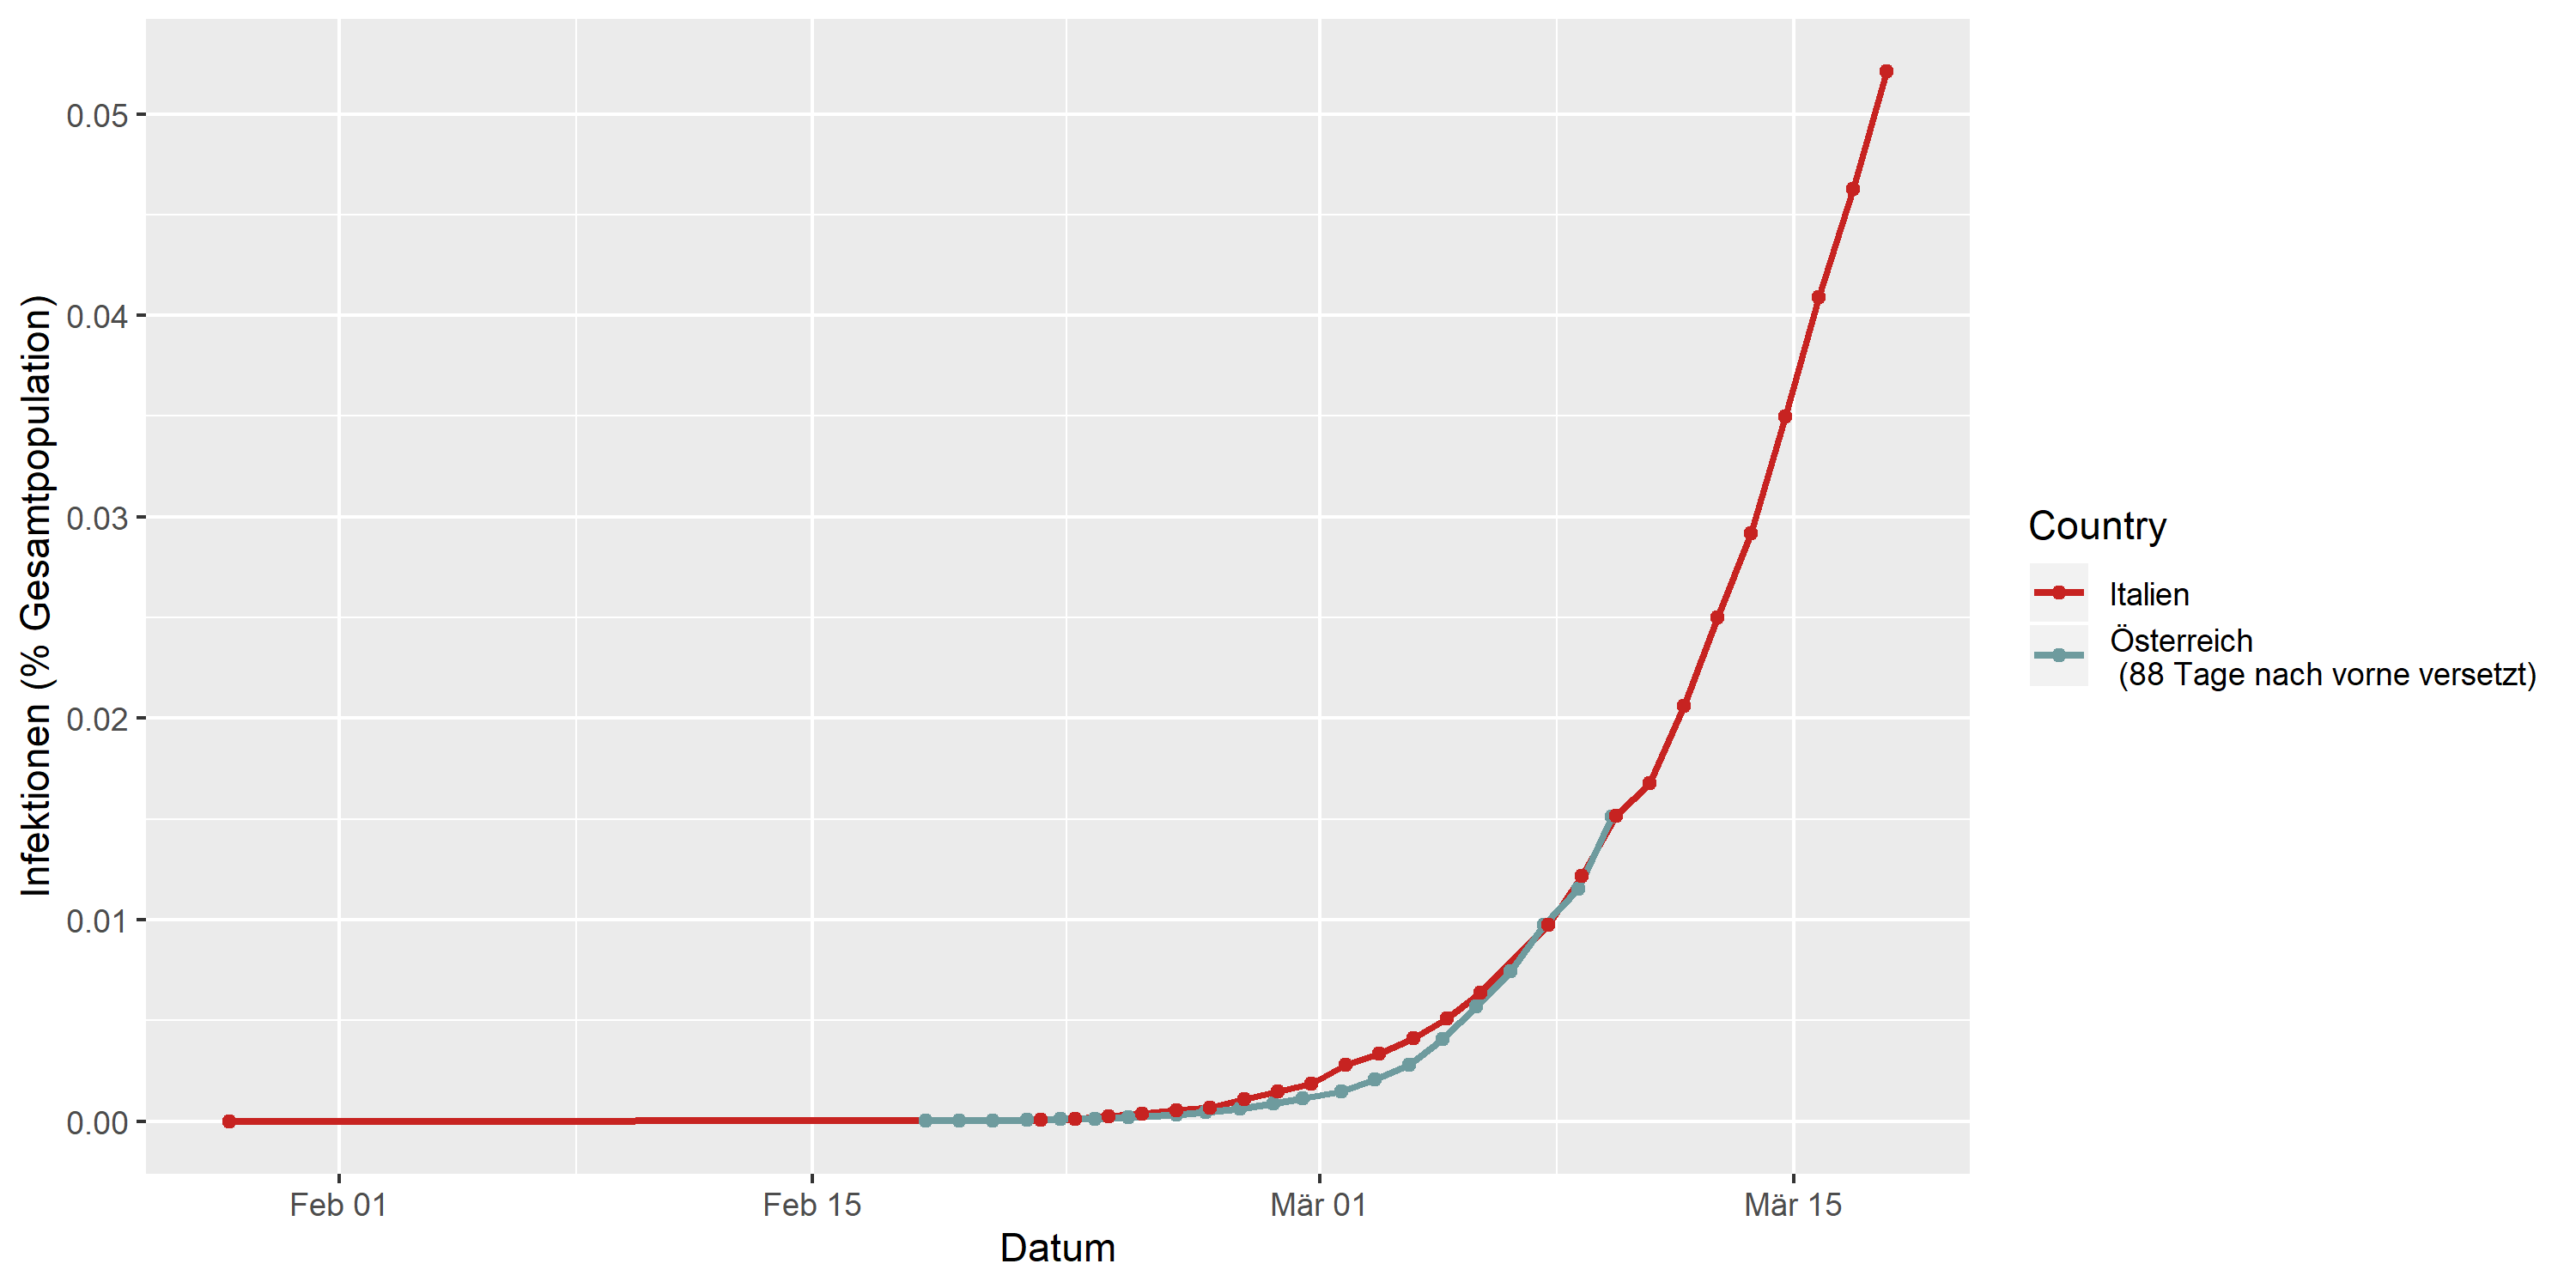 Infektionen (% Gesamtpopulation)
0.05
0.04
0.03
0.02
0.01
0.00
Feb 01
Feb 15
Mär 01
Mär 15
Datum
Country
Italien
Österreich
(88 Tage nach vorne versetzt)